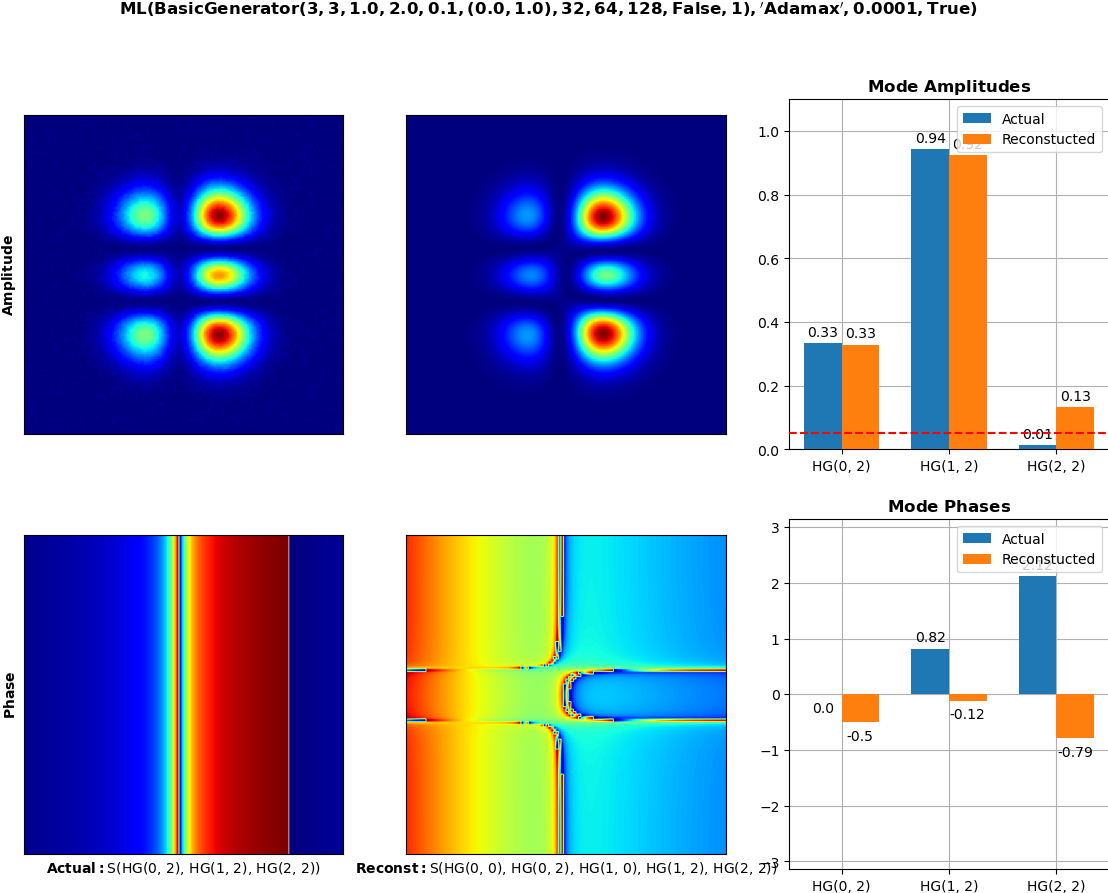 ML(BasicGenerator(3, 3, 1.0, 2.0, 0.1, (0.0, 1.0), 32, 64, 128, False, 1), ′Adamax′, 0.0001, True)
Mode Amplitudes
Amplitude
1.0
0.8
0.6
0.4
0.2
0.0
Actual
Reconstucted
0.94
0.92
0.33
0.33
0.13
0.01
HG(0, 2)
HG(1, 2)
HG(2, 2)
Mode Phases
Phase
3
2
1
0
−1
−2
−3
Actual
Reconstucted
2.12
0.82
0.0
-0.12
-0.5
-0.79
HG(0, 2)
HG(1, 2)
HG(2, 2)
Actual: S(HG(0, 2), HG(1, 2), HG(2, 2))
Reconst: S(HG(0, 0), HG(0, 2), HG(1, 0), HG(1, 2), HG(2, 2))